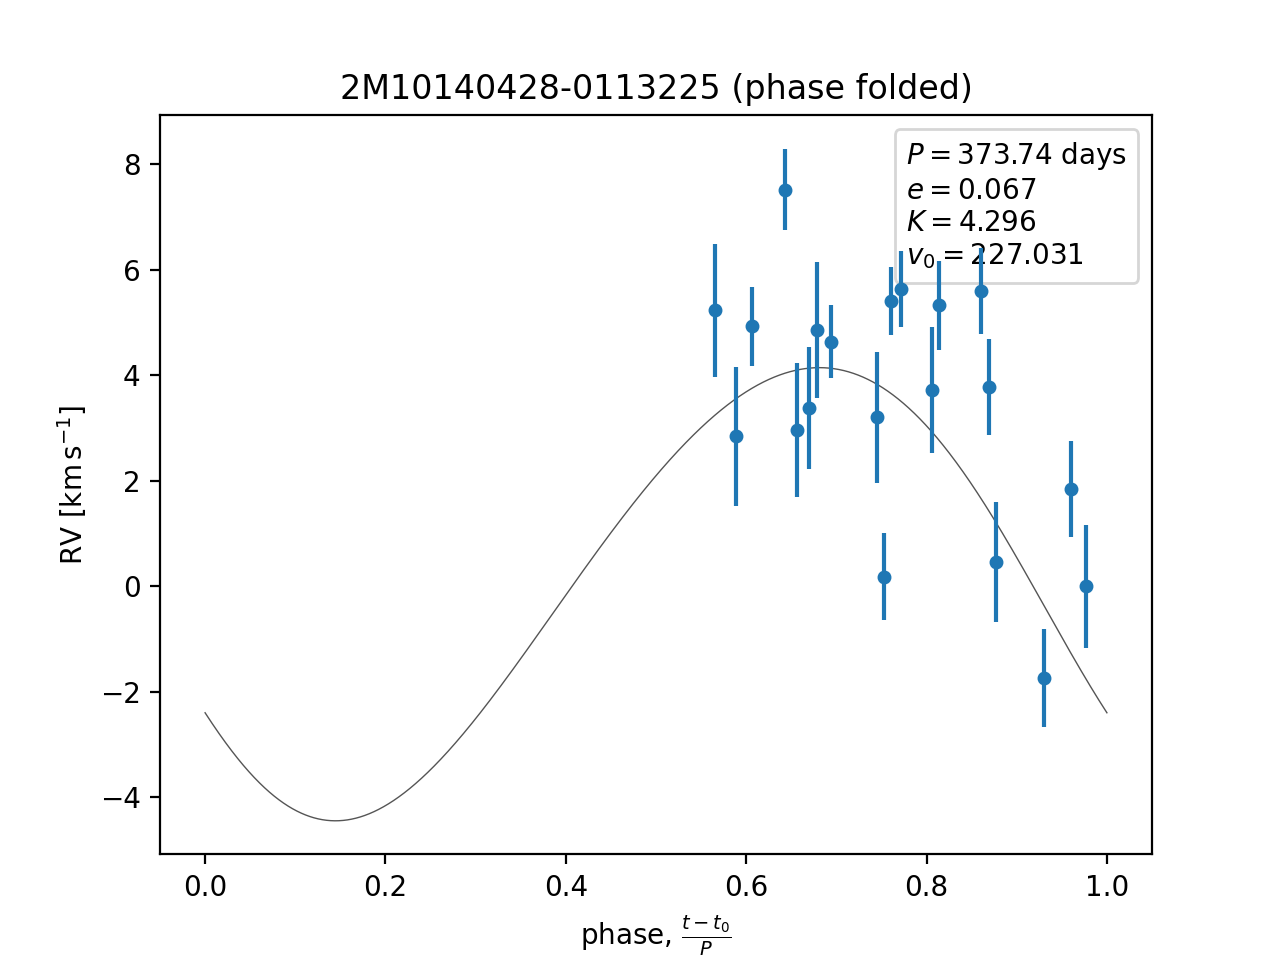 2M10140428-0113225 (phase folded)
P = 373.74 days
e = 0.067
K = 4.296
v₀ = 227.031
8
6
4
2
0
−2
−4
RV [km s⁻¹]
0.0 0.2 0.4 0.6 0.8 1.0
phase, (t − t₀)/P